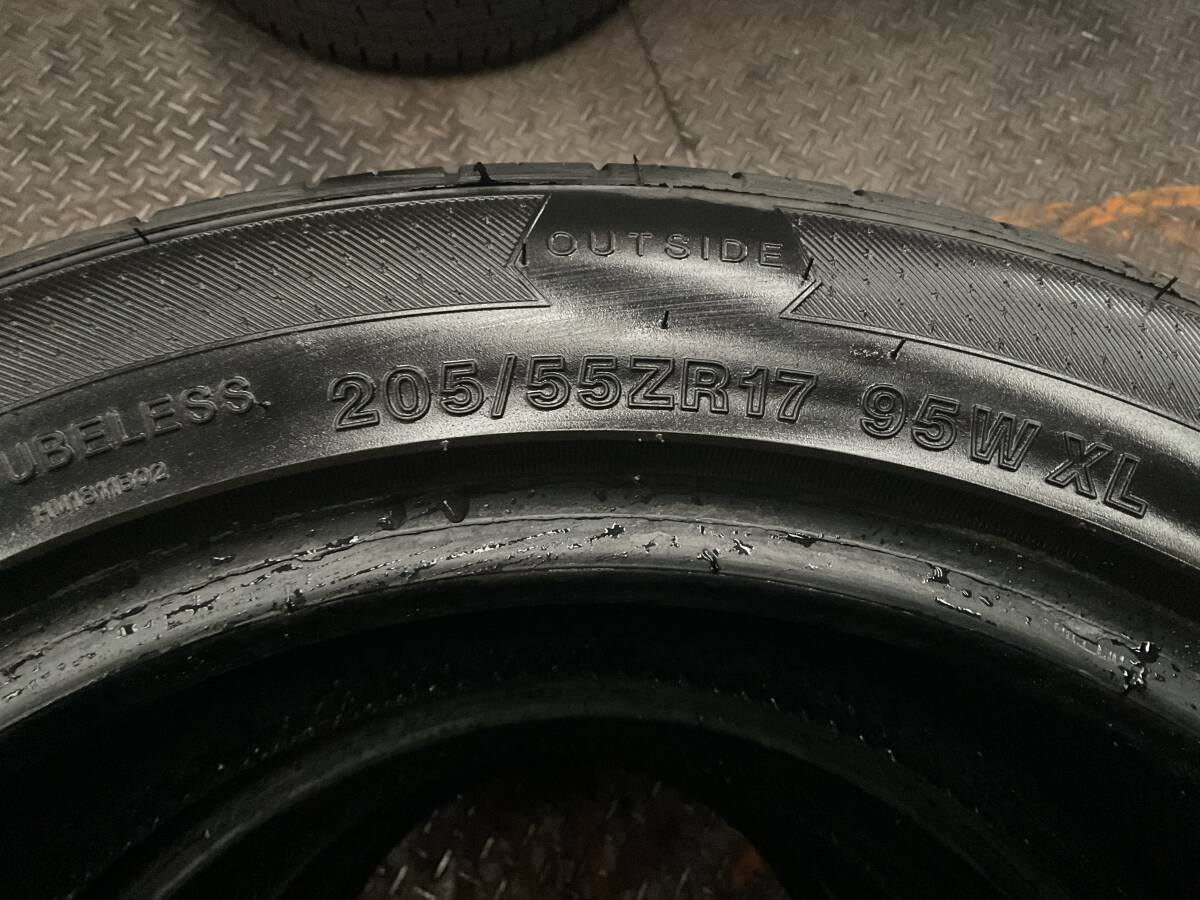 OUTSIDE
UBELESS 205/55ZR17 95W XL